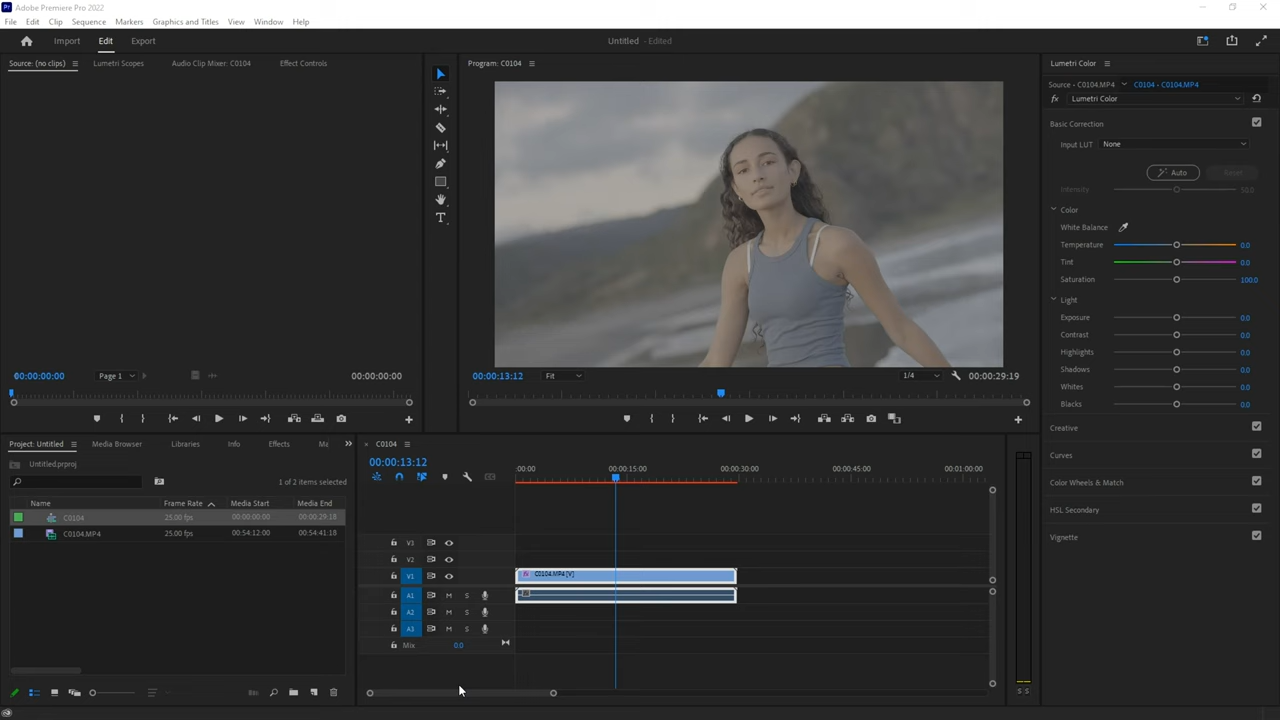 Adobe Premiere Pro 2022
File Edit Clip Sequence Markers Graphics and Titles View Window Help
Import Edit Export
Untitled - Edited
Source: (no clips) Lumetri Scopes Audio Clip Mixer: C0104 Effect Controls
Program: C0104
Lumetri Color
Source - C0104.MP4 C0104 - C0104.MP4
fx Lumetri Color
Basic Correction
Input LUT None
Auto Reset
Intensity 50.0
Color
White Balance
Temperature 0.0
Tint 0.0
Saturation 100.0
Light
Exposure 0.0
Contrast 0.0
Highlights 0.0
Shadows 0.0
Whites 0.0
Blacks 0.0
Creative
Curves
Color Wheels & Match
HSL Secondary
Vignette
00:00:00:00 Page 1 00:00:00:00
00:00:13:12 Fit 1/4 00:00:29:19
Project: Untitled Media Browser Libraries Info Effects Ma
Untitled.prproj
1 of 2 items selected
Name Frame Rate Media Start Media End
C0104 25.00 fps 00:00:00:00 00:00:29:18
C0104.MP4 25.00 fps 00:54:12:00 00:54:41:18
C0104
00:00:13:12
:00:00 00:00:15:00 00:00:30:00 00:00:45:00 00:01:00:00
V3
V2
V1 C0104.MP4 [V]
A1 M S
A2 M S
A3 M S
Mix 0.0
S S